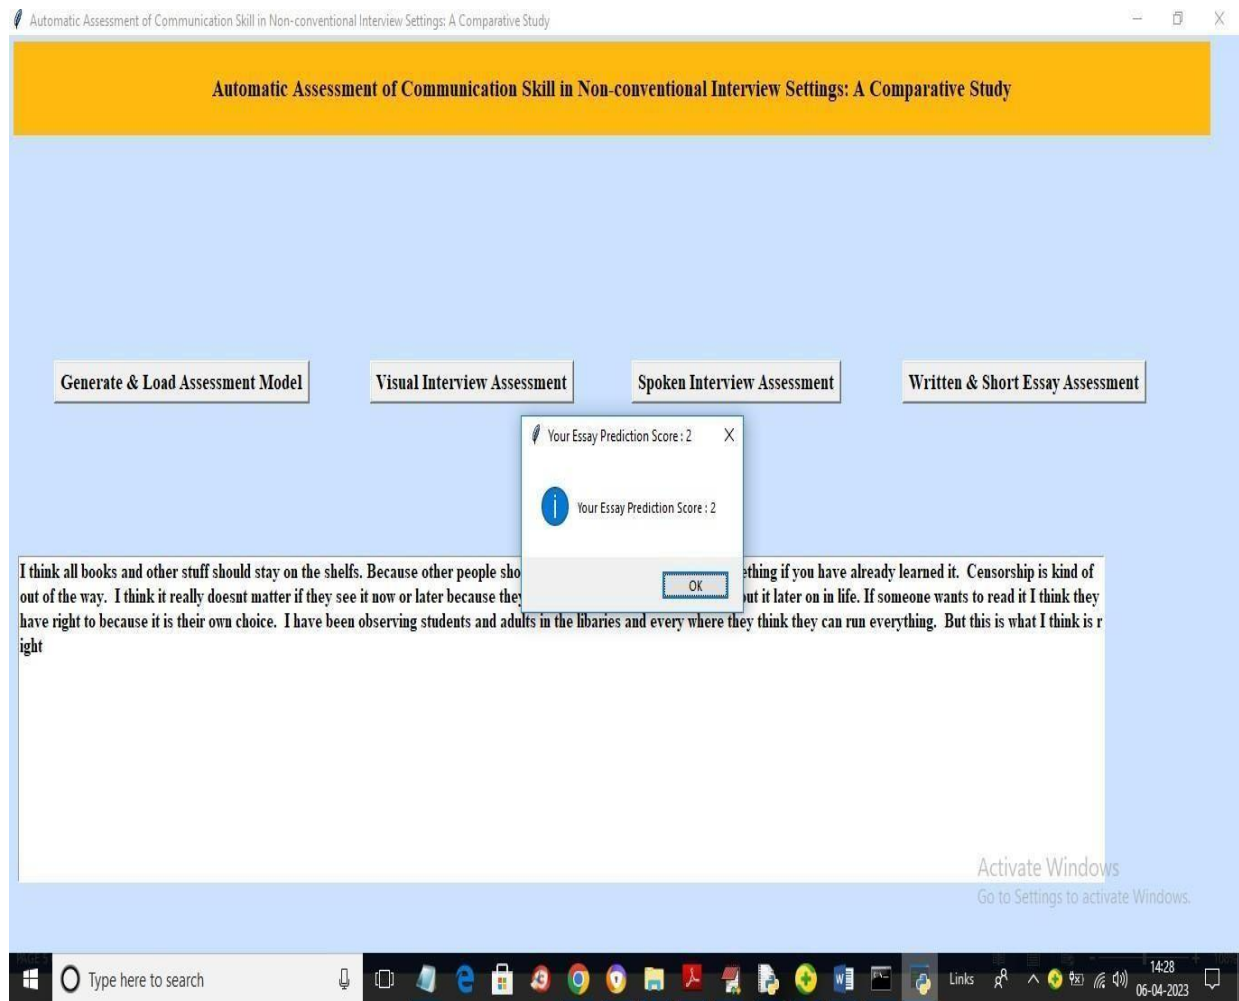 Automatic Assessment of Communication Skill in Non-conventional Interview Settings: A Comparative Study
Automatic Assessment of Communication Skill in Non-conventional Interview Settings: A Comparative Study
Generate & Load Assessment Model
Visual Interview Assessment
Spoken Interview Assessment
Written & Short Essay Assessment
Your Essay Prediction Score : 2
Your Essay Prediction Score : 2
OK
I think all books and other stuff should stay on the shelfs. Because other people sho ething if you have already learned it. Censorship is kind of
out of the way. I think it really doesnt matter if they see it now or later because they ut it later on in life. If someone wants to read it I think they
have right to because it is their own choice. I have been observing students and adults in the libaries and every where they think they can run everything. But this is what I think is r
ight
Activate Windows
Go to Settings to activate Windows.
Type here to search
Links
14:28
06-04-2023